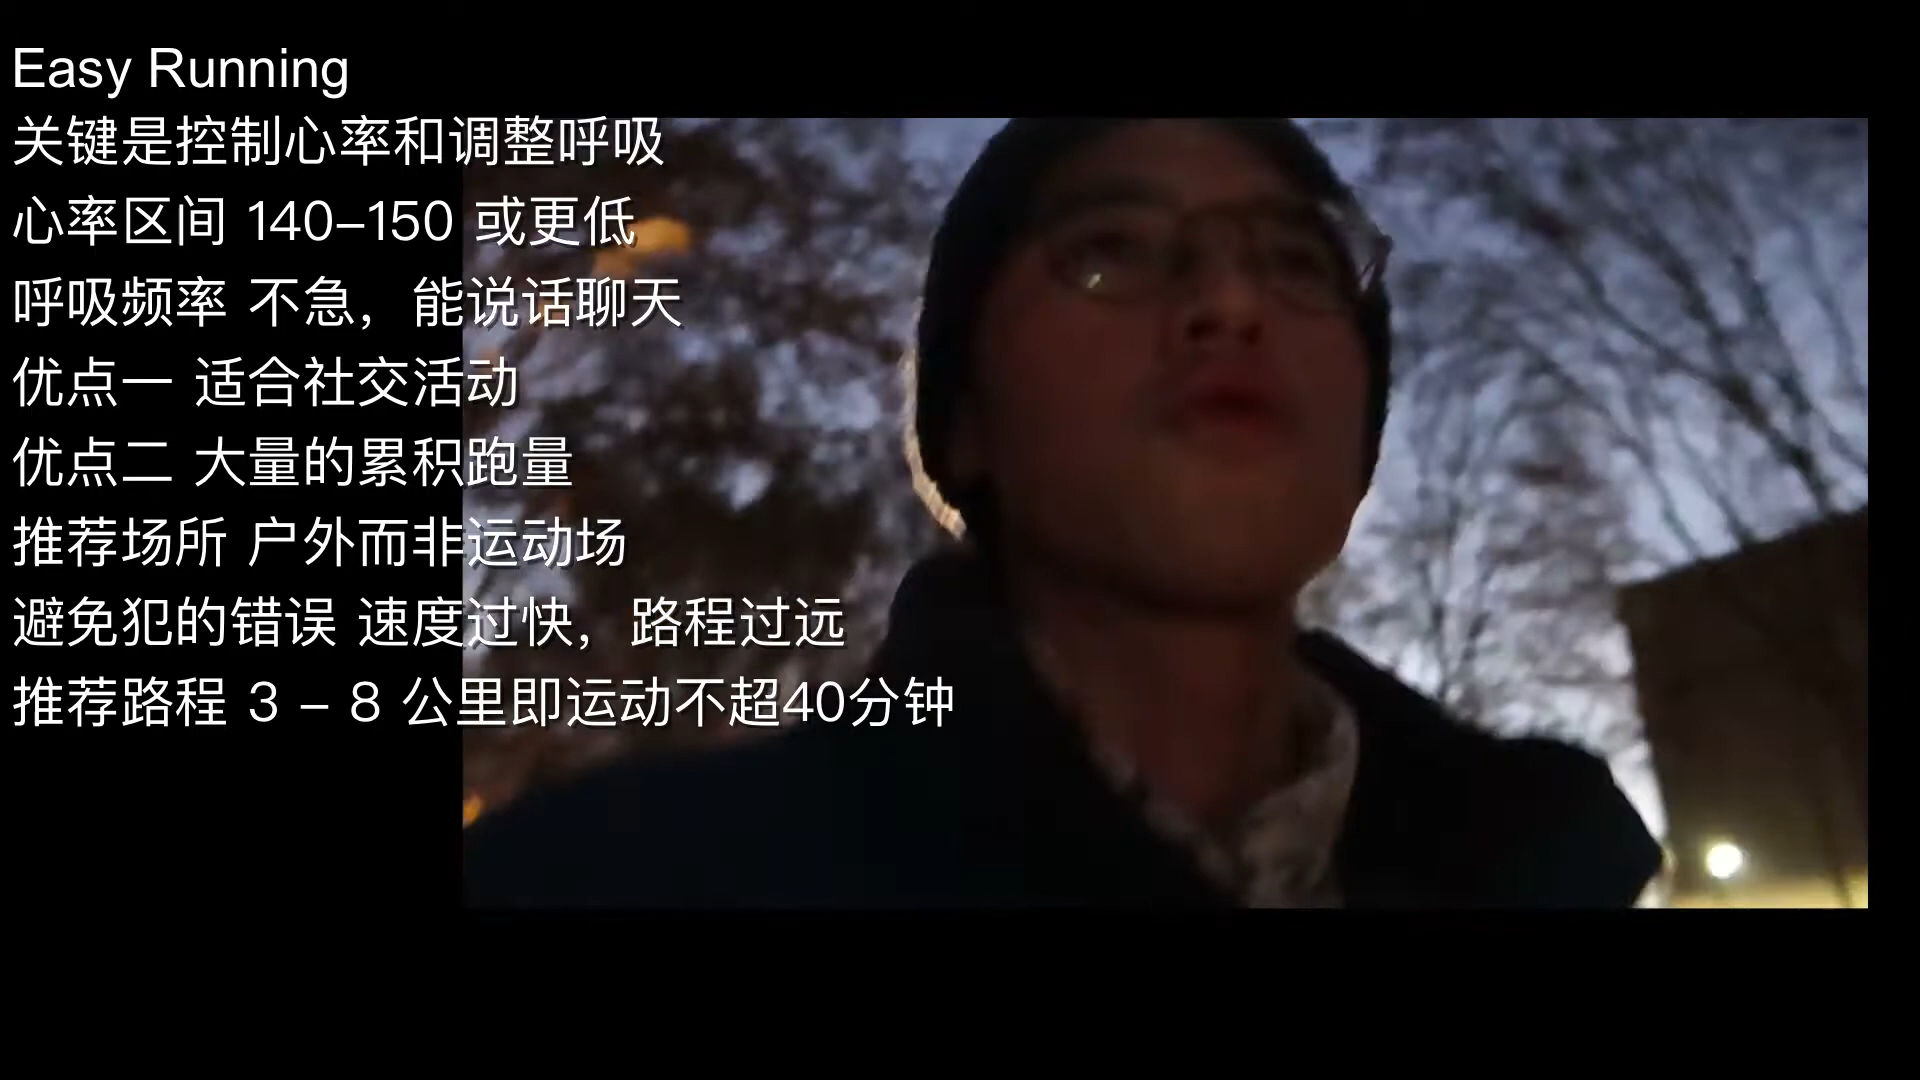 Easy Running
关键是控制心率和调整呼吸
心率区间 140-150 或更低
呼吸频率 不急，能说话聊天
优点一 适合社交活动
优点二 大量的累积跑量
推荐场所 户外而非运动场
避免犯的错误 速度过快，路程过远
推荐路程 3 - 8 公里即运动不超40分钟